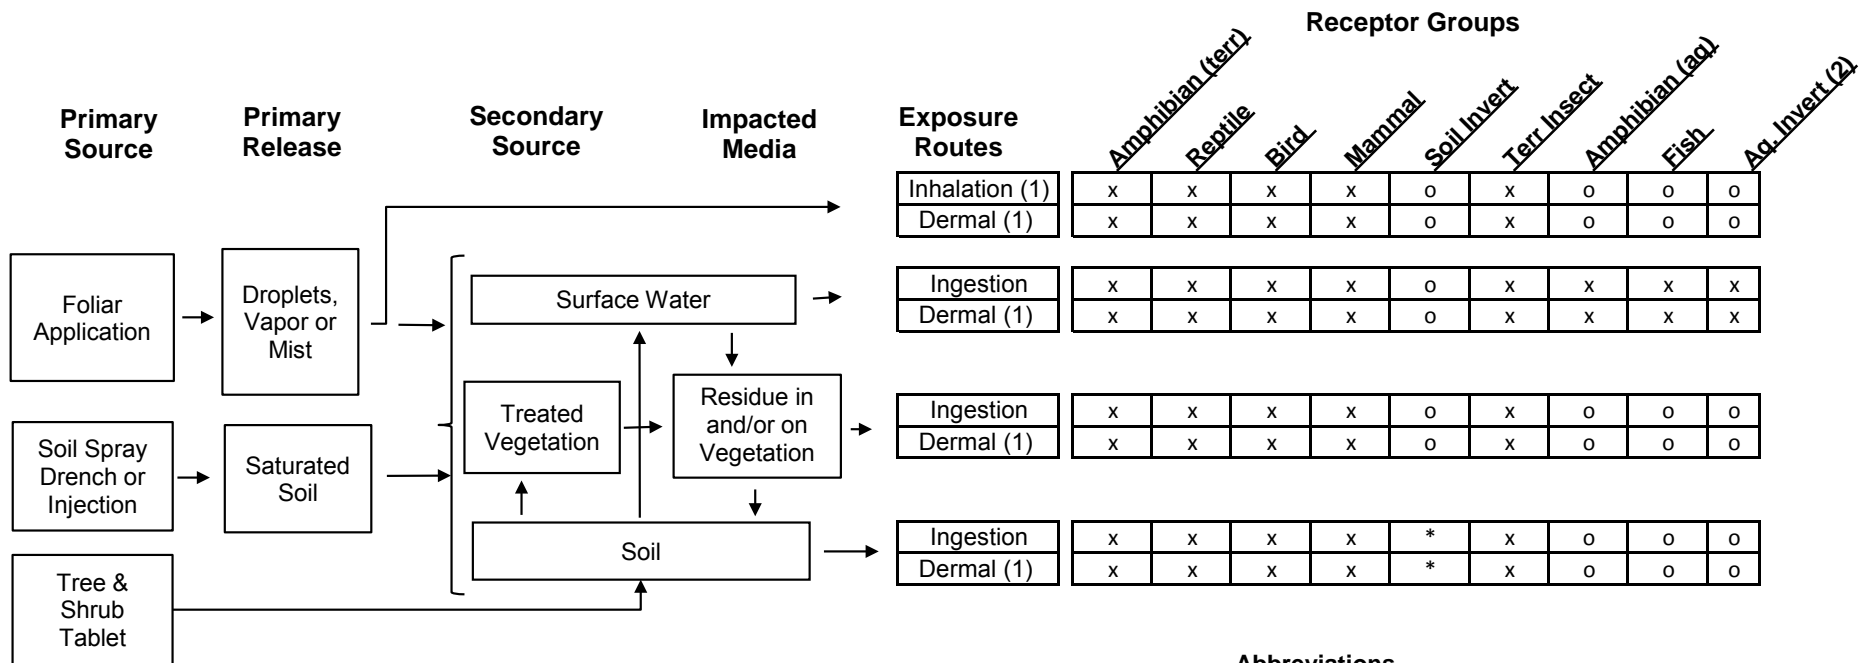 Receptor Groups
Primary Source
Primary Release
Secondary Source
Impacted Media
Exposure Routes
Amphibian (terr)
Reptile
Bird
Mammal
Soil Invert
Terr Insect
Amphibian (aq)
Fish
Aq. Invert (2)
Inhalation (1) x x x x o x o o o
Dermal (1) x x x x o x o o o
Foliar
Application
Droplets,
Vapor or
Mist
Surface Water
Ingestion x x x x o x x x x
Dermal (1) x x x x o x x x x
Treated
Vegetation
Residue in
and/or on
Vegetation
Ingestion x x x x o x o o o
Dermal (1) x x x x o x o o o
Soil Spray
Drench or
Injection
Saturated
Soil
Soil
Ingestion x x x x * x o o o
Dermal (1) x x x x * x o o o
Tree &
Shrub
Tablet
Abbreviations